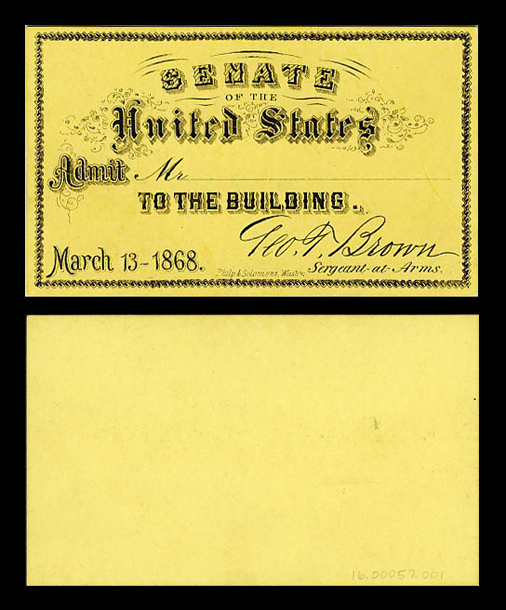 SENATE
OF THE
United States
Admit Mr
TO THE BUILDING.
Geo. T. Brown
March 13-1868.
Sergeant-at-Arms.
Philp & Solomons, Washn.
16.00057.001